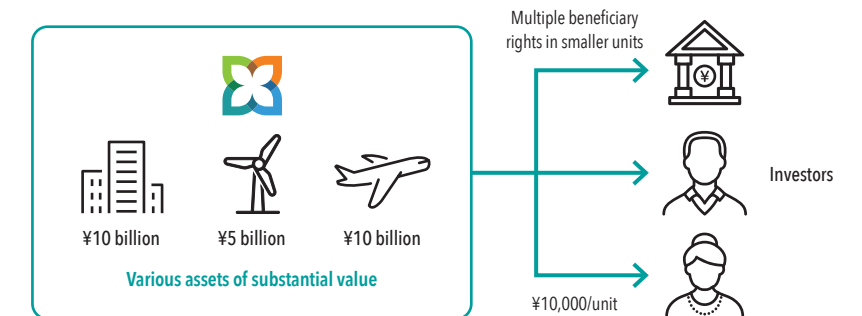 Multiple beneficiary
rights in smaller units
¥
¥10 billion
¥5 billion
¥10 billion
Various assets of substantial value
Investors
¥10,000/unit